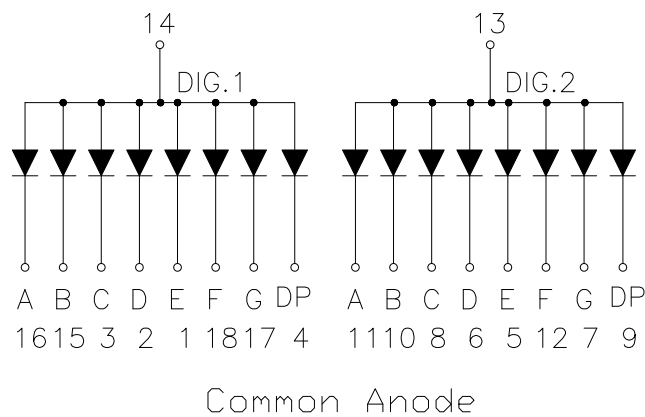 14 13
DIG.1 DIG.2
A B C D E F G DP A B C D E F G DP
16 15 3 2 1 18 17 4 11 10 8 6 5 12 7 9
Common Anode